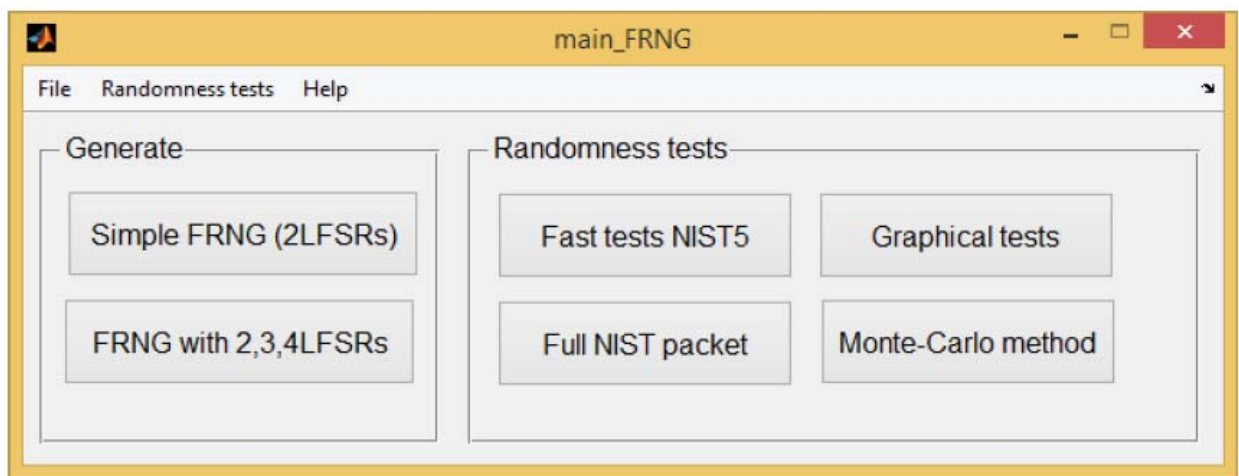 main_FRNG
File Randomness tests Help
Generate
Simple FRNG (2LFSRs)
FRNG with 2,3,4LFSRs
Randomness tests
Fast tests NIST5
Graphical tests
Full NIST packet
Monte-Carlo method